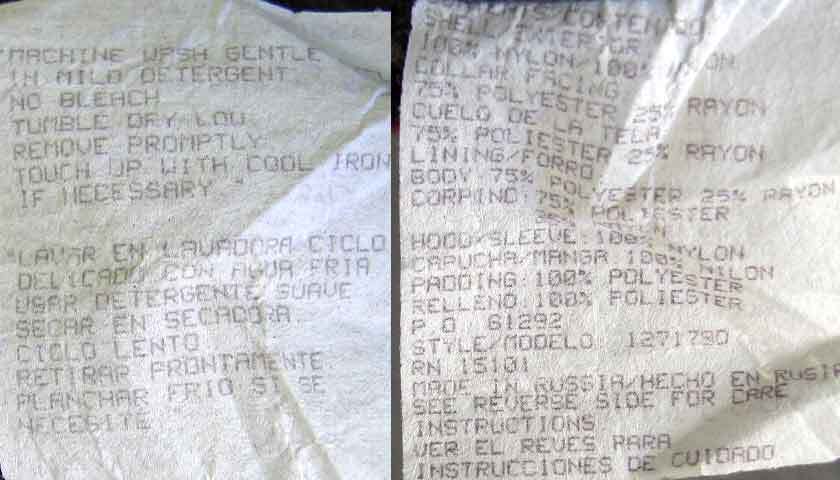 "MACHINE WASH GENTLE
IN MILD DETERGENT
NO BLEACH
TUMBLE DRY LOW
REMOVE PROMPTLY
TOUCH UP WITH COOL IRON
IF NECESSARY"
"LAVAR EN LAVADORA CICLO
DELICADO CON AGUA FRIA
USAR DETERGENTE SUAVE
SECAR EN SECADORA.
CICLO LENTO
RETIRAR PRONTAMENTE.
PLANCHAR FRIO SI SE
NECESITE
CONTENIDO:
SHELL/EXTERIOR
100% NYLON 100% NILON
COLLAR FACING
75% POLYESTER 25% RAYON
CUELO DE LA TELA
75% POLIESTER 25% RAYON
LINING/FORRO
BODY 75% POLYESTER 25% RAYON
CORPINO:75% POLIESTER
HOOD/SLEEVE:100% NYLON
CAPUCHA/MANGA 100% NILON
PADDING:100% POLYESTER
RELLENO:100% POLIESTER
P.O 61292
STYLE/MODELO: 1271790
RN 15101
MADE IN RUSSIA/HECHO EN RUSIA
SEE REVERSE SIDE FOR CARE
INSTRUCTIONS
VER EL REVES PARA
INSTRUCCIONES DE CUIDADO